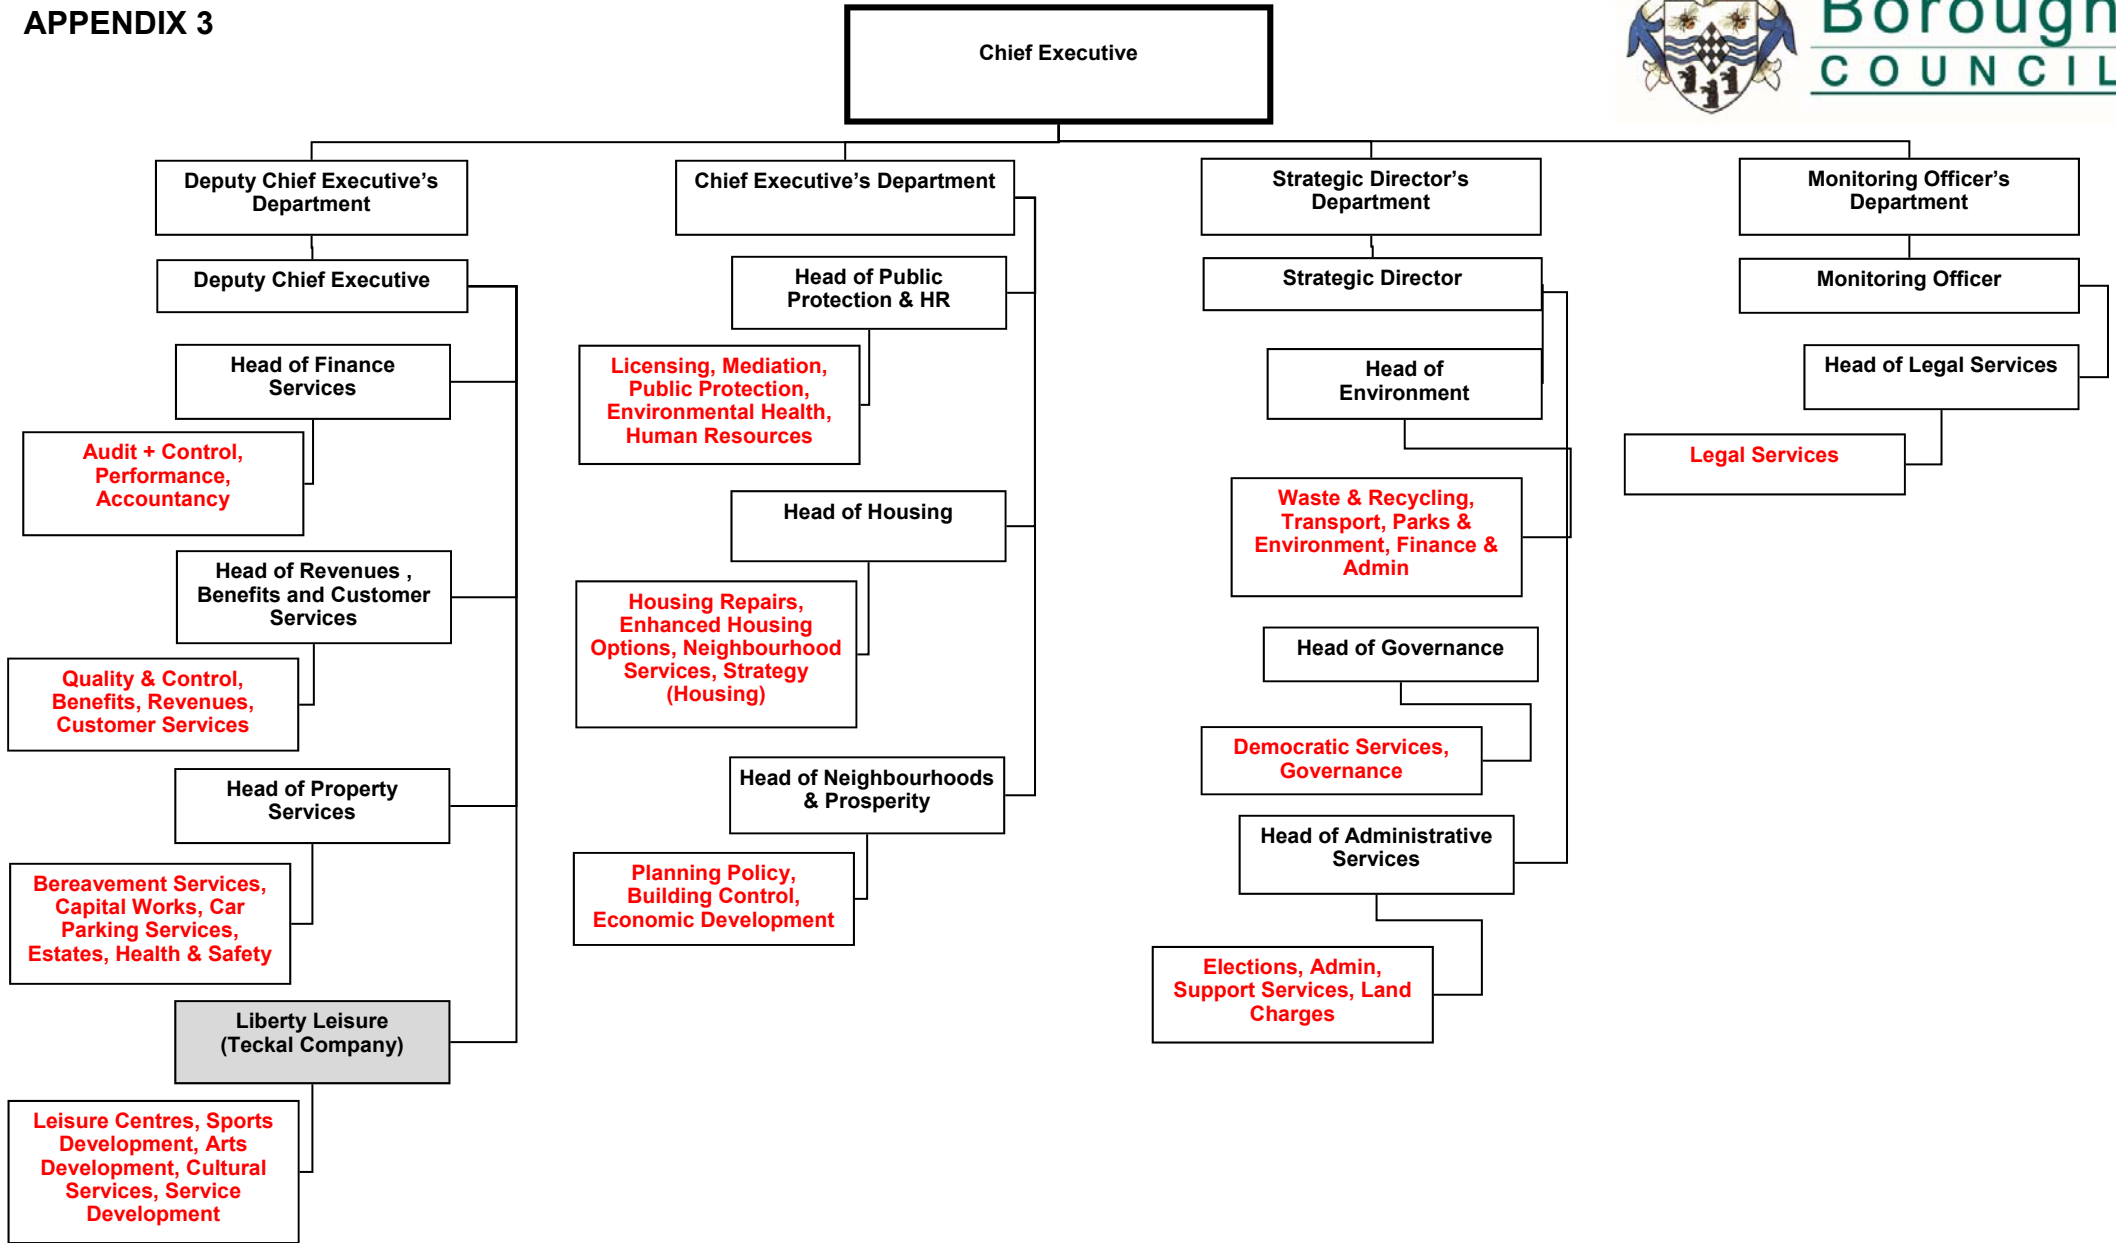 APPENDIX 3
Chief Executive
Borough
COUNCIL
Deputy Chief Executive's
Department
Deputy Chief Executive
Head of Finance
Services
Audit + Control,
Performance,
Accountancy
Head of Revenues ,
Benefits and Customer
Services
Quality & Control,
Benefits, Revenues,
Customer Services
Head of Property
Services
Bereavement Services,
Capital Works, Car
Parking Services,
Estates, Health & Safety
Liberty Leisure
(Teckal Company)
Leisure Centres, Sports
Development, Arts
Development, Cultural
Services, Service
Development
Chief Executive's Department
Head of Public
Protection & HR
Licensing, Mediation,
Public Protection,
Environmental Health,
Human Resources
Head of Housing
Housing Repairs,
Enhanced Housing
Options, Neighbourhood
Services, Strategy
(Housing)
Head of Neighbourhoods
& Prosperity
Planning Policy,
Building Control,
Economic Development
Strategic Director's
Department
Strategic Director
Head of
Environment
Waste & Recycling,
Transport, Parks &
Environment, Finance &
Admin
Head of Governance
Democratic Services,
Governance
Head of Administrative
Services
Elections, Admin,
Support Services, Land
Charges
Monitoring Officer's
Department
Monitoring Officer
Head of Legal Services
Legal Services